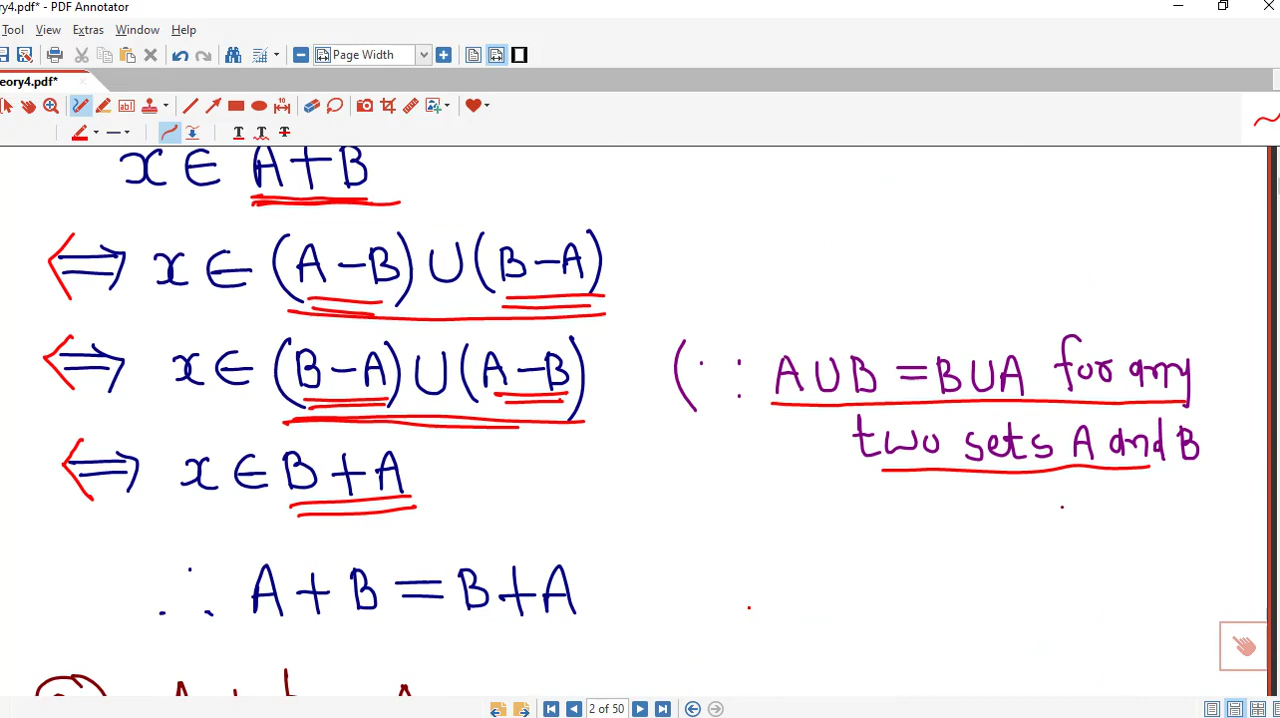 ry4.pdf* - PDF Annotator
Tool View Extras Window Help
Page Width
eory4.pdf*
x ∈ A+B
⟺ x ∈ (A-B) ∪ (B-A)
⟺ x ∈ (B-A) ∪ (A-B) (∵ A∪B = B∪A for any
two sets A and B
⟺ x ∈ B+A
∴ A+B = B+A
2 of 50